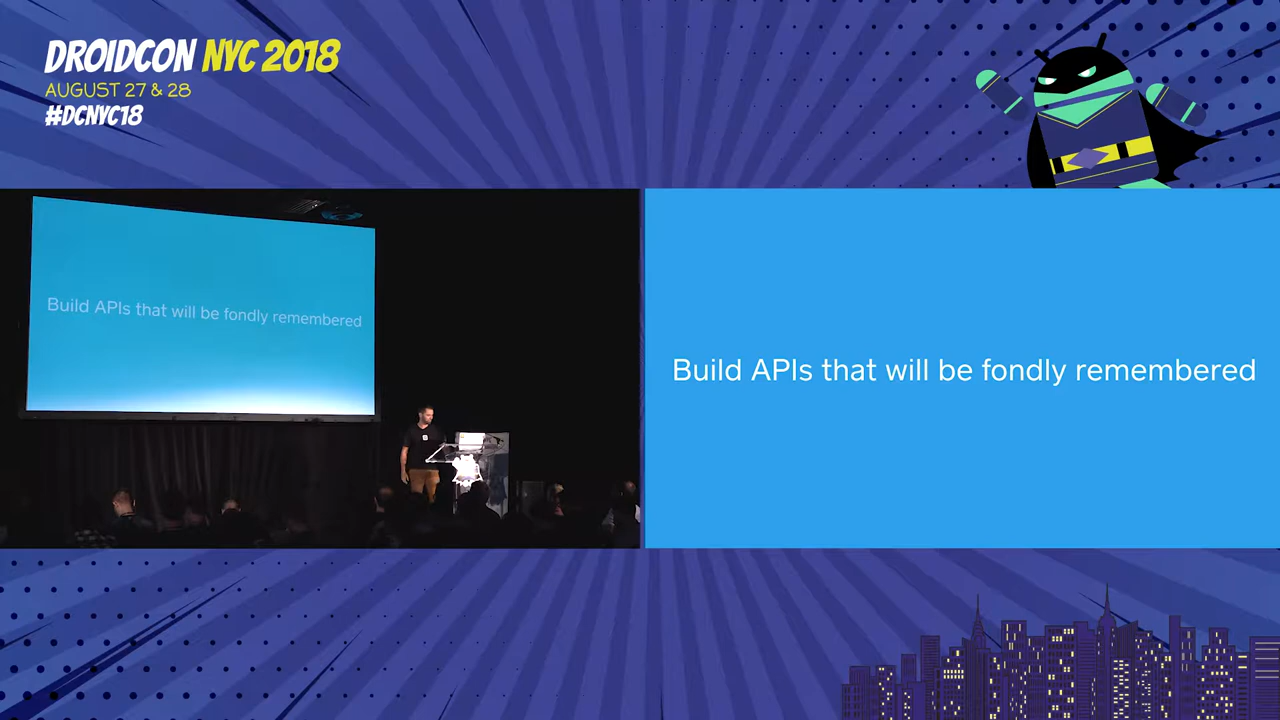 DROIDCON NYC 2018
AUGUST 27 & 28
#DCNYC18
Build APIs that will be fondly remembered
Build APIs that will be fondly remembered